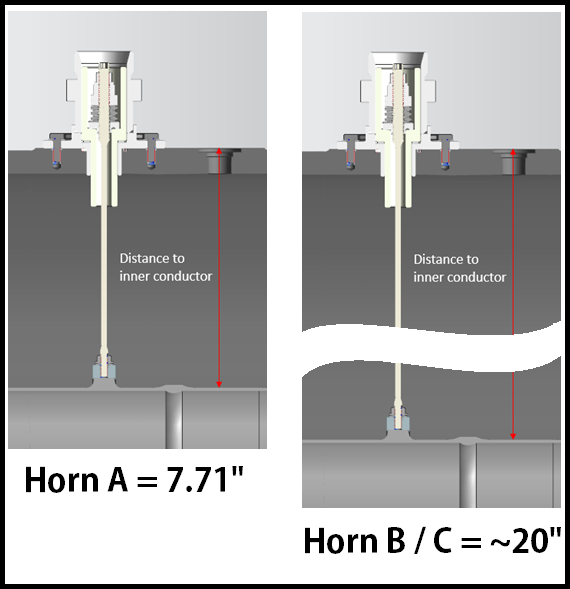 Distance to
inner conductor
Distance to
inner conductor
Horn A = 7.71"
Horn B / C = ~20"